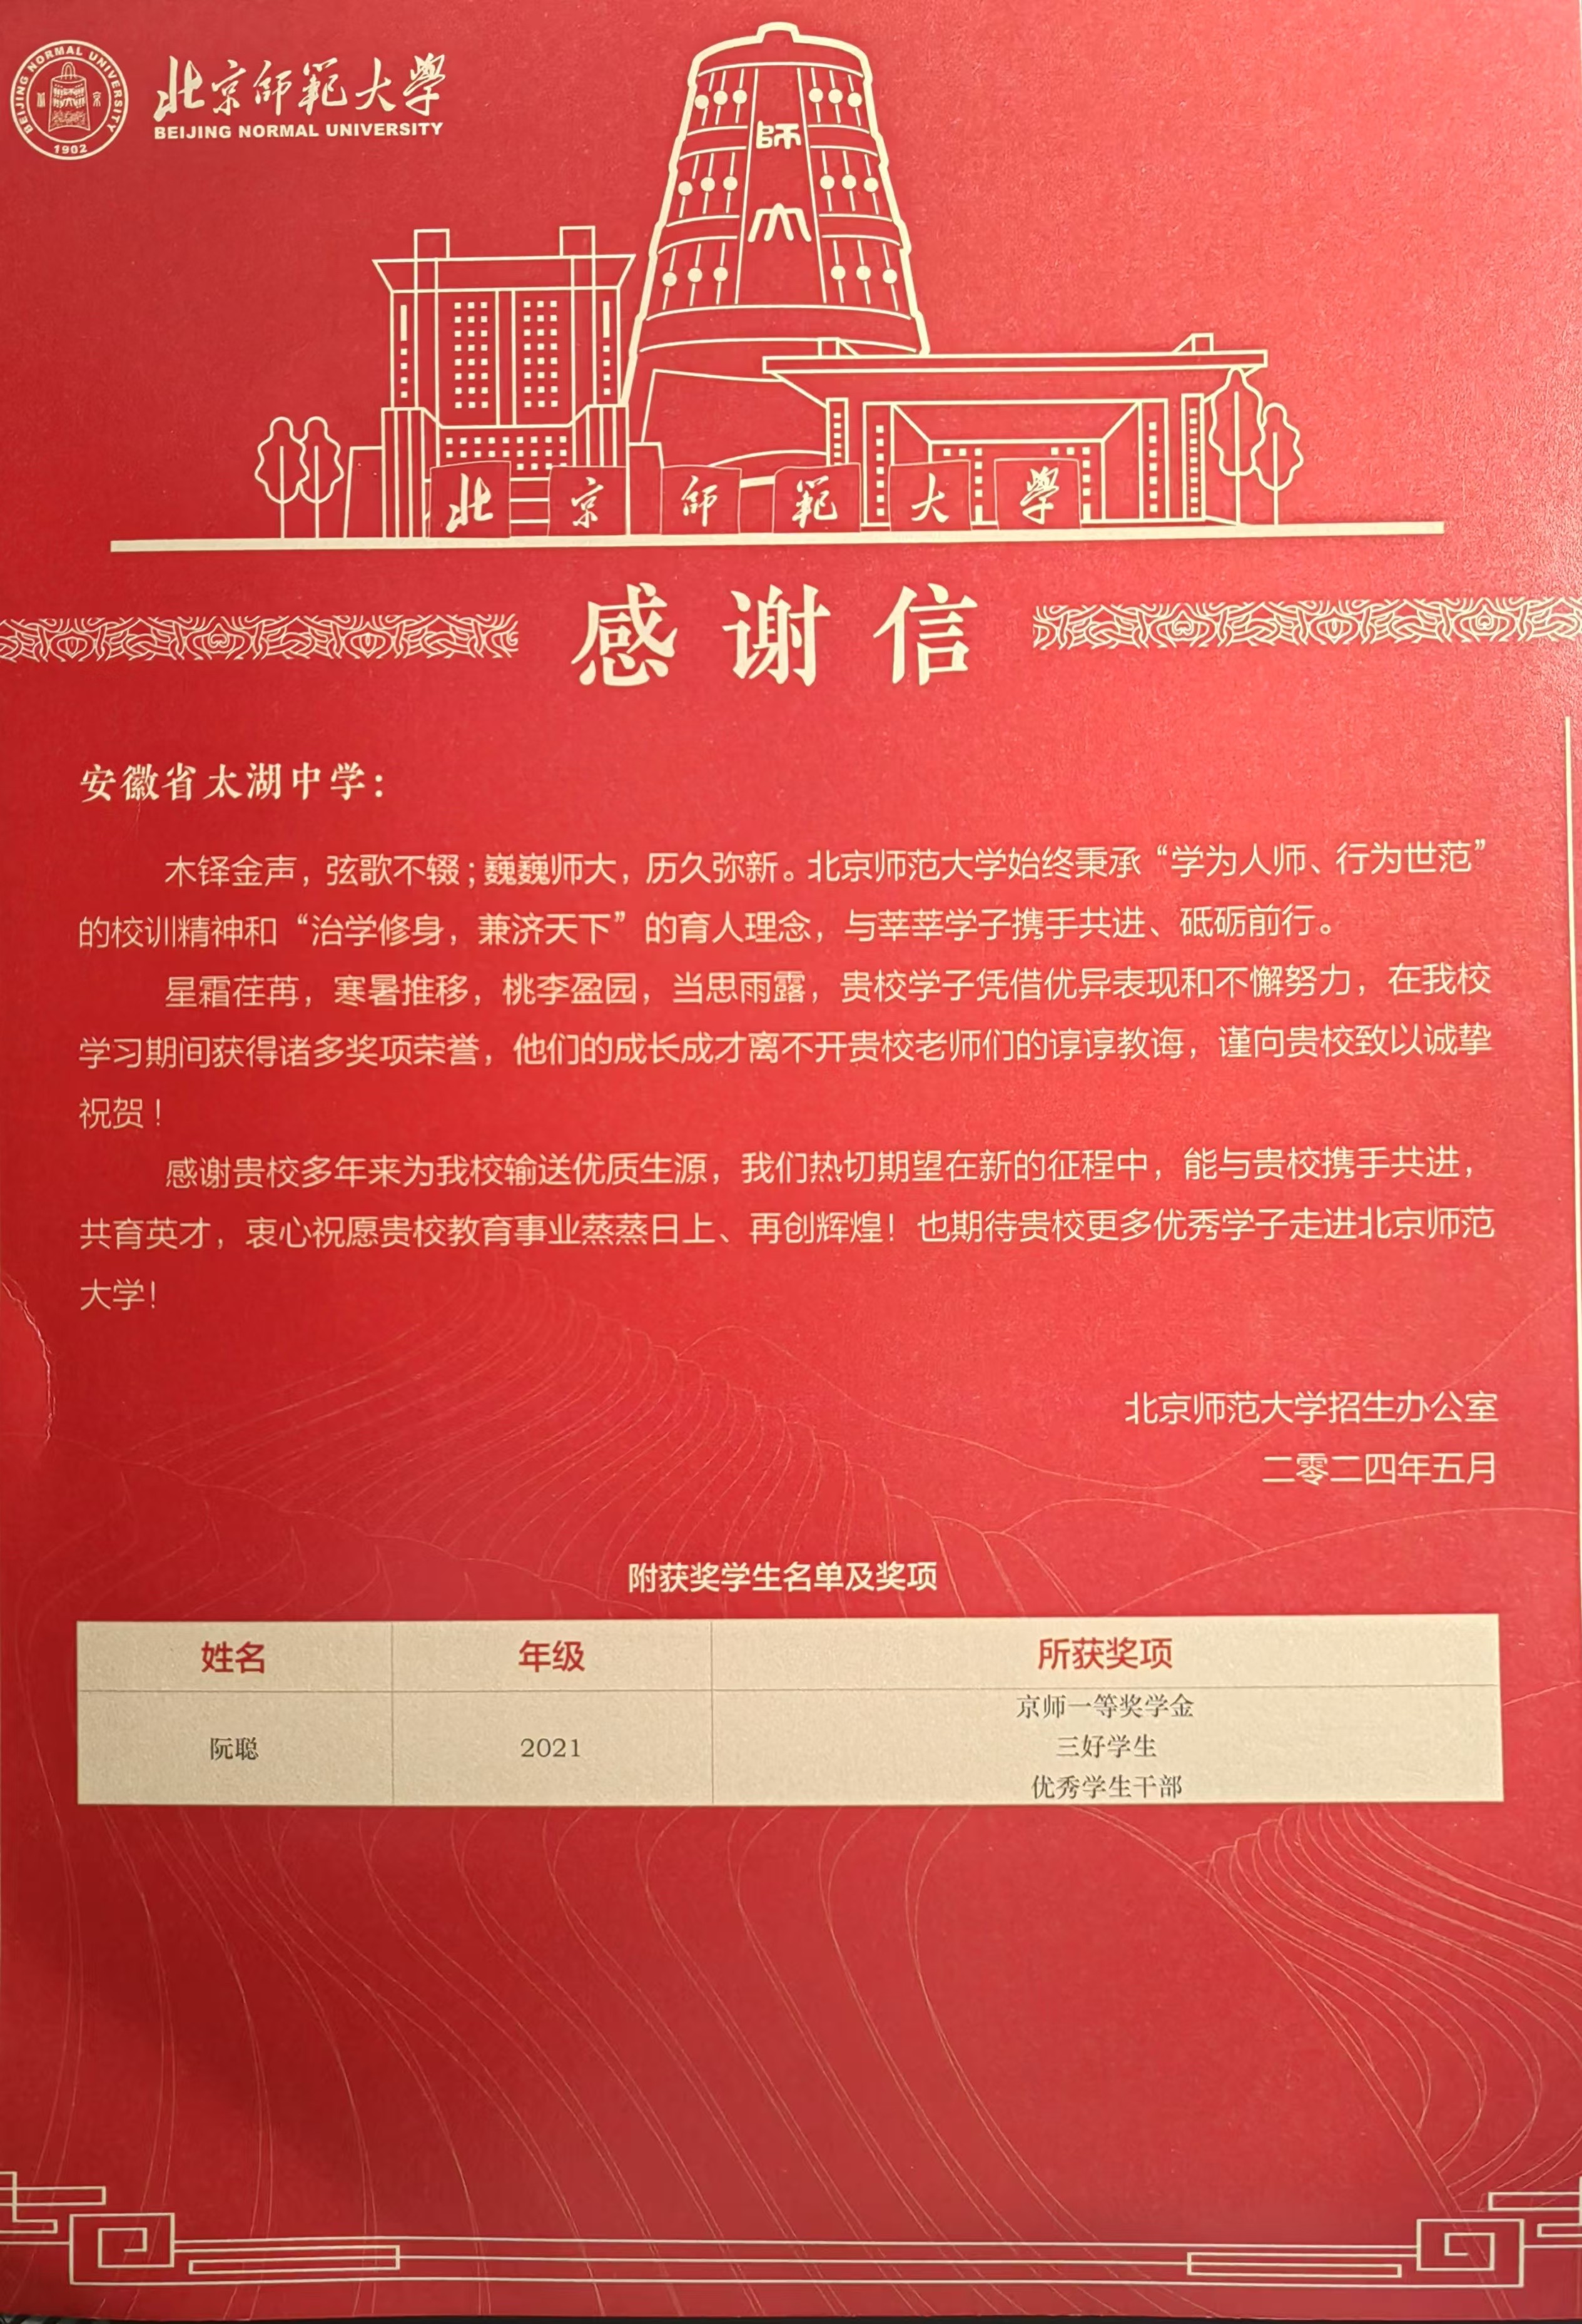 BEIJING NORMAL UNIVERSITY
1902
北京師範大學
BEIJING NORMAL UNIVERSITY
師
大
北京師範大學
感谢信
安徽省太湖中学：
木铎金声，弦歌不辍；巍巍师大，历久弥新。北京师范大学始终秉承“学为人师、行为世范”
的校训精神和“治学修身，兼济天下”的育人理念，与莘莘学子携手共进、砥砺前行。
星霜荏苒，寒暑推移，桃李盈园，当思雨露，贵校学子凭借优异表现和不懈努力，在我校
学习期间获得诸多奖项荣誉，他们的成长成才离不开贵校老师们的谆谆教诲，谨向贵校致以诚挚
祝贺！
感谢贵校多年来为我校输送优质生源，我们热切期望在新的征程中，能与贵校携手共进，
共育英才，衷心祝愿贵校教育事业蒸蒸日上、再创辉煌！也期待贵校更多优秀学子走进北京师范
大学！
北京师范大学招生办公室
二零二四年五月
附获奖学生名单及奖项
姓名 年级 所获奖项
京师一等奖学金
阮聪 2021 三好学生
优秀学生干部